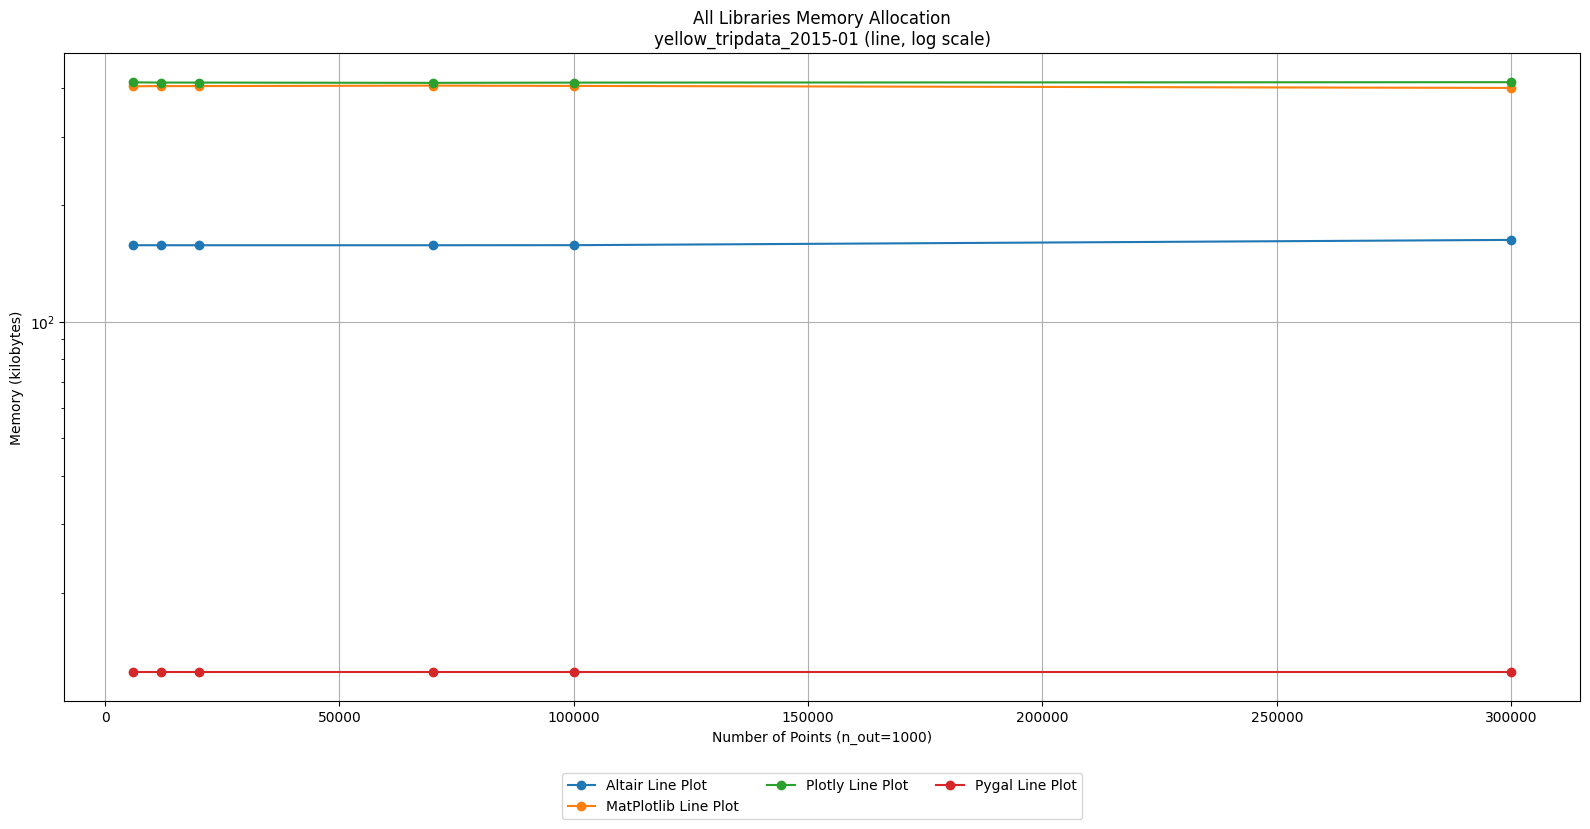 All Libraries Memory Allocation
yellow_tripdata_2015-01 (line, log scale)
Memory (kilobytes)
10²
0 50000 100000 150000 200000 250000 300000
Number of Points (n_out=1000)
Altair Line Plot Plotly Line Plot Pygal Line Plot
MatPlotlib Line Plot